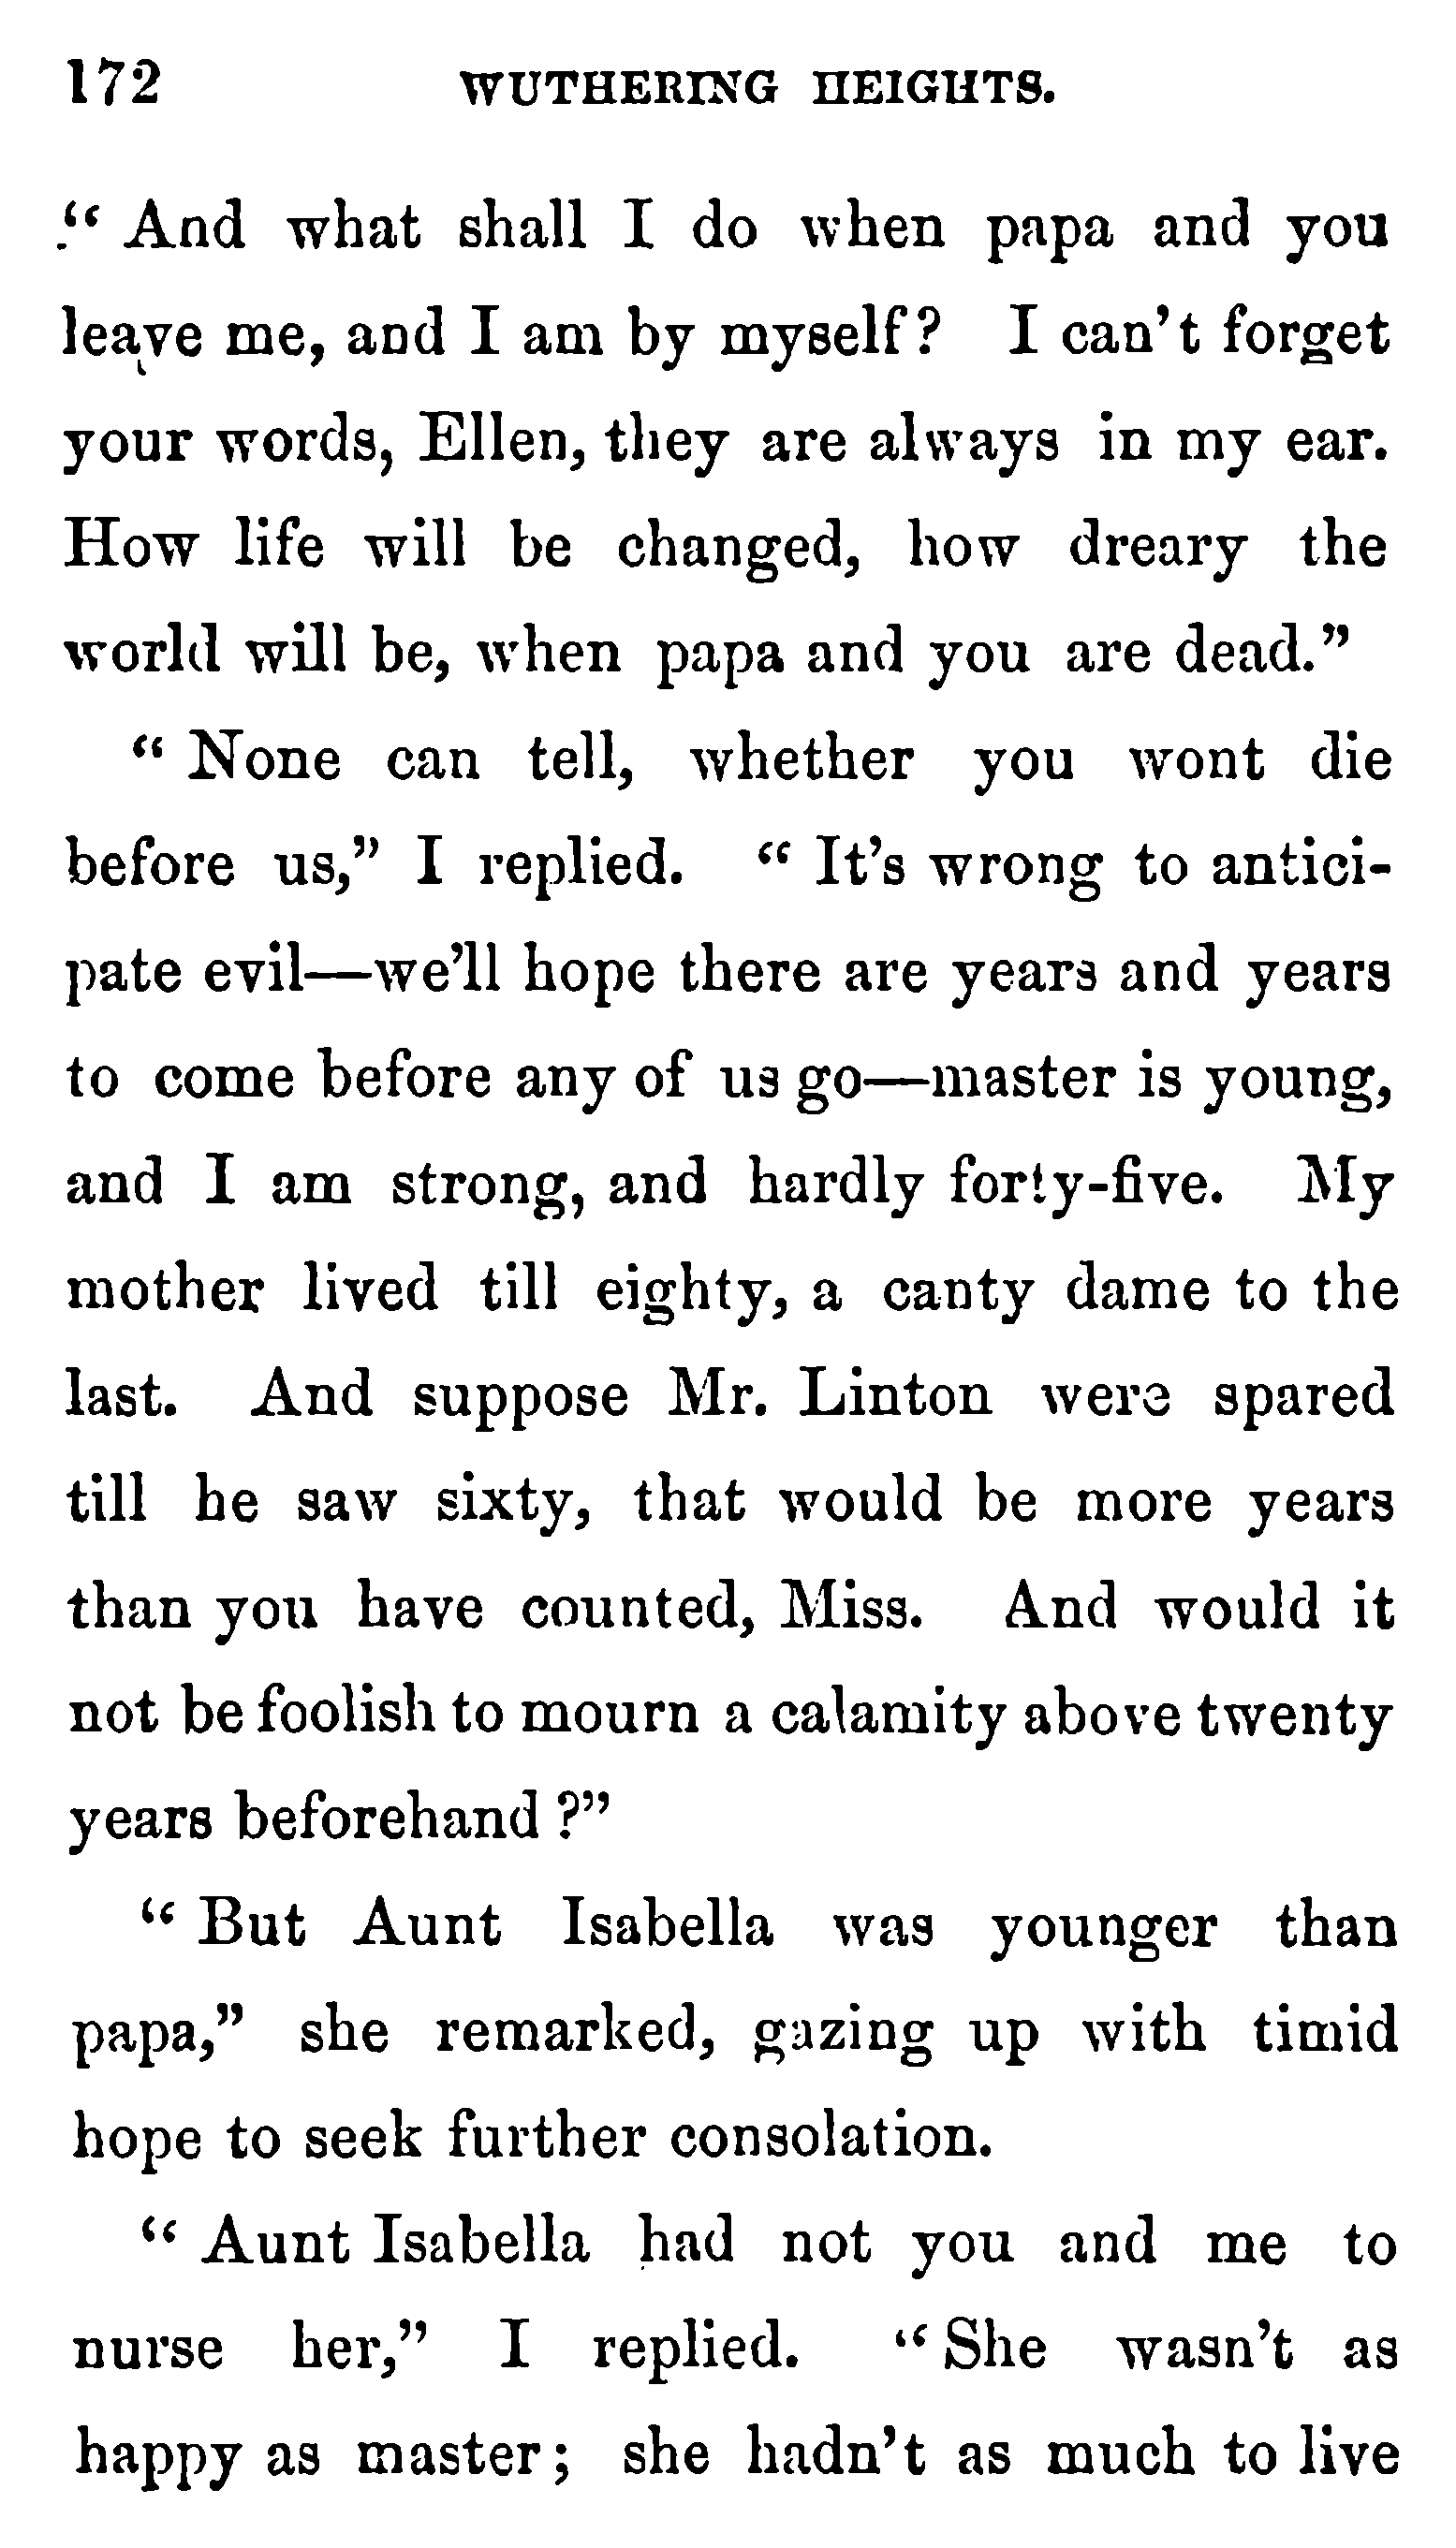 172 WUTHERING HEIGHTS.
“ And what shall I do when papa and you
leave me, and I am by myself? I can’t forget
your words, Ellen, they are always in my ear.
How life will be changed, how dreary the
world will be, when papa and you are dead.”
“ None can tell, whether you wont die
before us,” I replied. “ It’s wrong to antici-
pate evil—we’ll hope there are years and years
to come before any of us go—master is young,
and I am strong, and hardly forty-five. My
mother lived till eighty, a canty dame to the
last. And suppose Mr. Linton were spared
till he saw sixty, that would be more years
than you have counted, Miss. And would it
not be foolish to mourn a calamity above twenty
years beforehand ?”
“ But Aunt Isabella was younger than
papa,” she remarked, gazing up with timid
hope to seek further consolation.
“ Aunt Isabella had not you and me to
nurse her,” I replied. “ She wasn’t as
happy as master ; she hadn’t as much to live